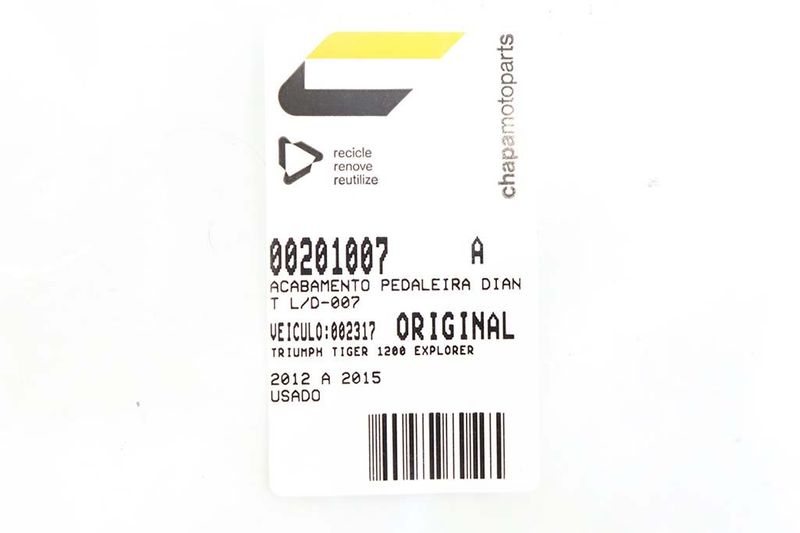 chapamotoparts
recicle
renove
reutilize
00201007 A
ACABAMENTO PEDALEIRA DIAN
T L/D-007
VEICULO:002317 ORIGINAL
TRIUMPH TIGER 1200 EXPLORER
2012 A 2015
USADO